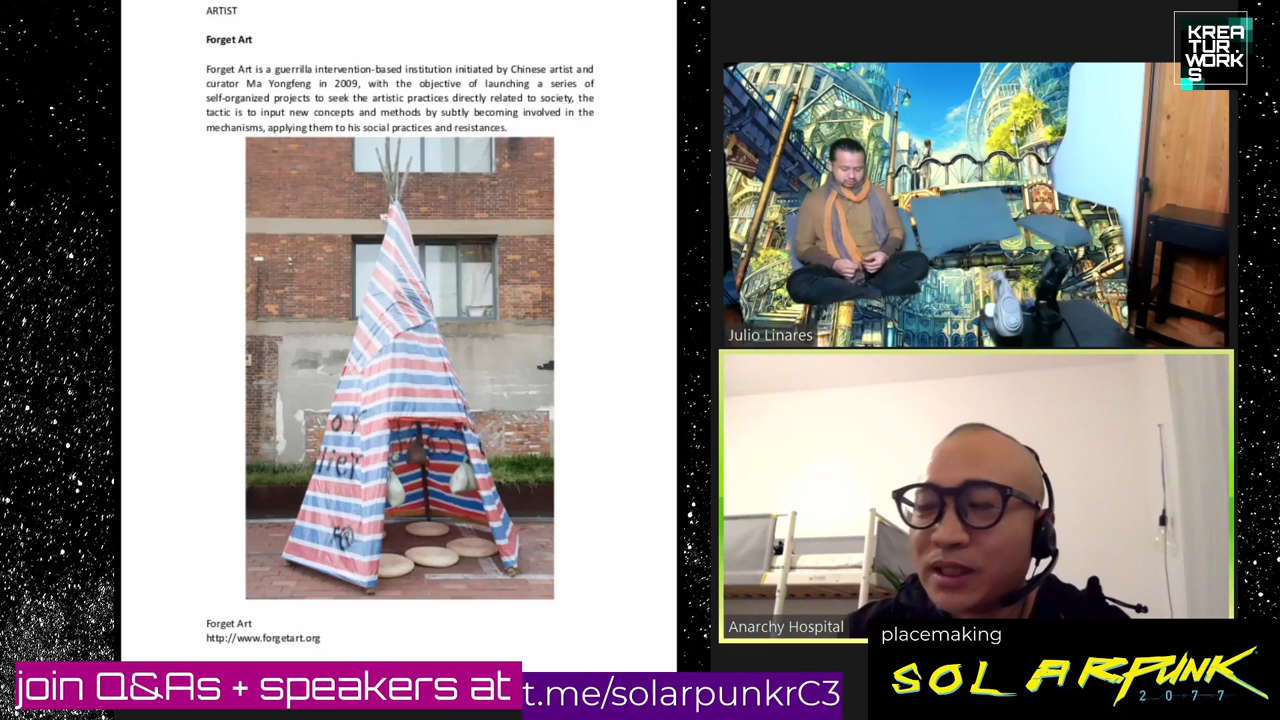 ARTIST
Forget Art
Forget Art is a guerrilla intervention-based institution initiated by Chinese artist and
curator Ma Yongfeng in 2009, with the objective of launching a series of
self-organized projects to seek the artistic practices directly related to society, the
tactic is to input new concepts and methods by subtly becoming involved in the
mechanisms, applying them to his social practices and resistances.
Forget Art
http://www.forgetart.org
KREA
TUR.
WORK
S
Julio Linares
Anarchy Hospital
placemaking
SOLARPUNK
2077
join Q&As + speakers at
t.me/solarpunkrC3